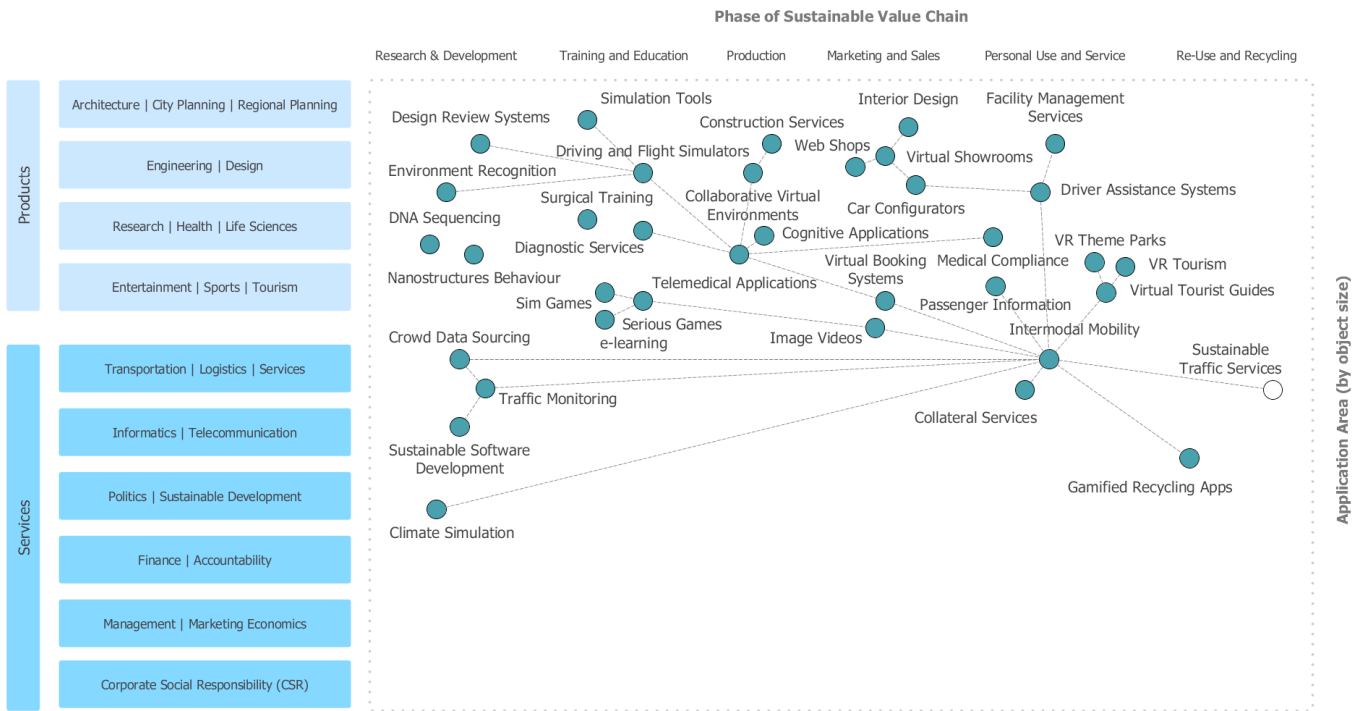 Phase of Sustainable Value Chain
Research & Development
Training and Education
Production
Marketing and Sales
Personal Use and Service
Re-Use and Recycling
Products
Architecture | City Planning | Regional Planning
Engineering | Design
Research | Health | Life Sciences
Entertainment | Sports | Tourism
Services
Transportation | Logistics | Services
Informatics | Telecommunication
Politics | Sustainable Development
Finance | Accountability
Management | Marketing Economics
Corporate Social Responsibility (CSR)
Simulation Tools
Design Review Systems
Driving and Flight Simulators
Environment Recognition
Surgical Training
DNA Sequencing
Diagnostic Services
Nanostructures Behaviour
Sim Games
Serious Games
e-learning
Crowd Data Sourcing
Traffic Monitoring
Sustainable Software
Development
Climate Simulation
Construction Services
Collaborative Virtual
Environments
Cognitive Applications
Telemedical Applications
Interior Design
Web Shops
Virtual Showrooms
Car Configurators
Virtual Booking
Systems
Image Videos
Facility Management
Services
Driver Assistance Systems
Medical Compliance
VR Theme Parks
VR Tourism
Virtual Tourist Guides
Passenger Information
Intermodal Mobility
Collateral Services
Sustainable
Traffic Services
Gamified Recycling Apps
Application Area (by object size)